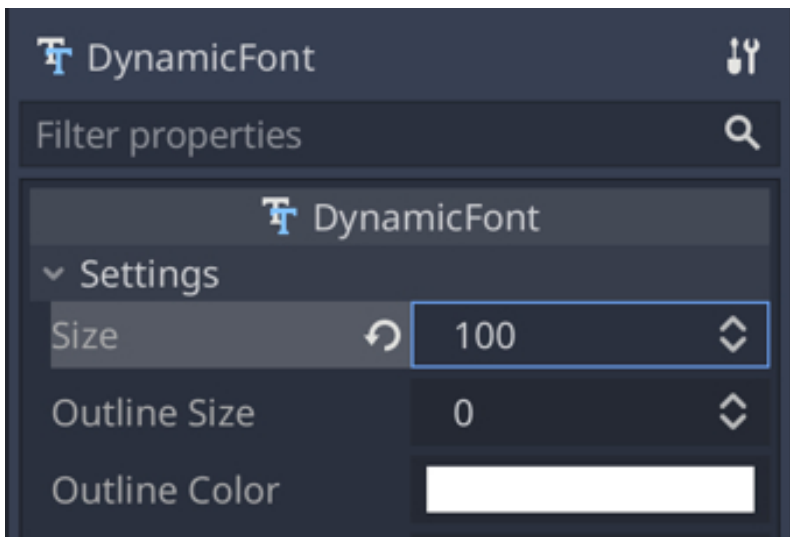 DynamicFont
Filter properties
DynamicFont
Settings
Size 100
Outline Size 0
Outline Color